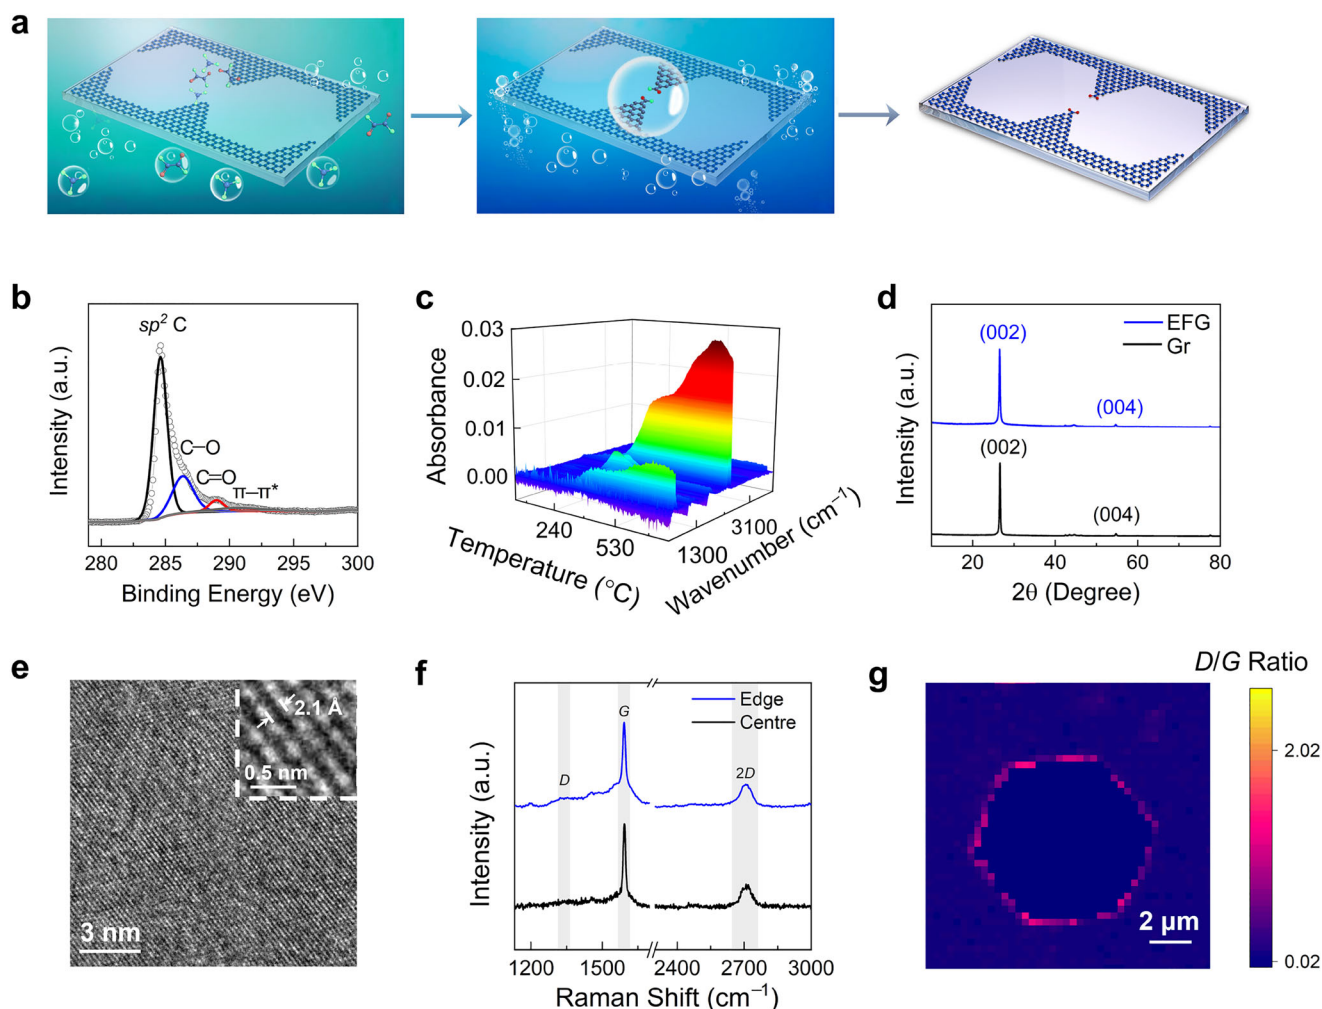 a
b
Intensity (a.u.)
sp² C
C–O
C=O
π–π*
280
285
290
295
300
Binding Energy (eV)
c
Absorbance
0.03
0.02
0.01
0.00
240
530
Temperature (°C)
1300
3100
Wavenumber (cm⁻¹)
d
Intensity (a.u.)
EFG
Gr
(002)
(004)
(002)
(004)
20
40
60
80
2θ (Degree)
e
2.1 Å
0.5 nm
3 nm
f
Intensity (a.u.)
Edge
Centre
D
G
2D
1200
1500
2400
2700
3000
Raman Shift (cm⁻¹)
g
D/G Ratio
2.02
0.02
2 µm